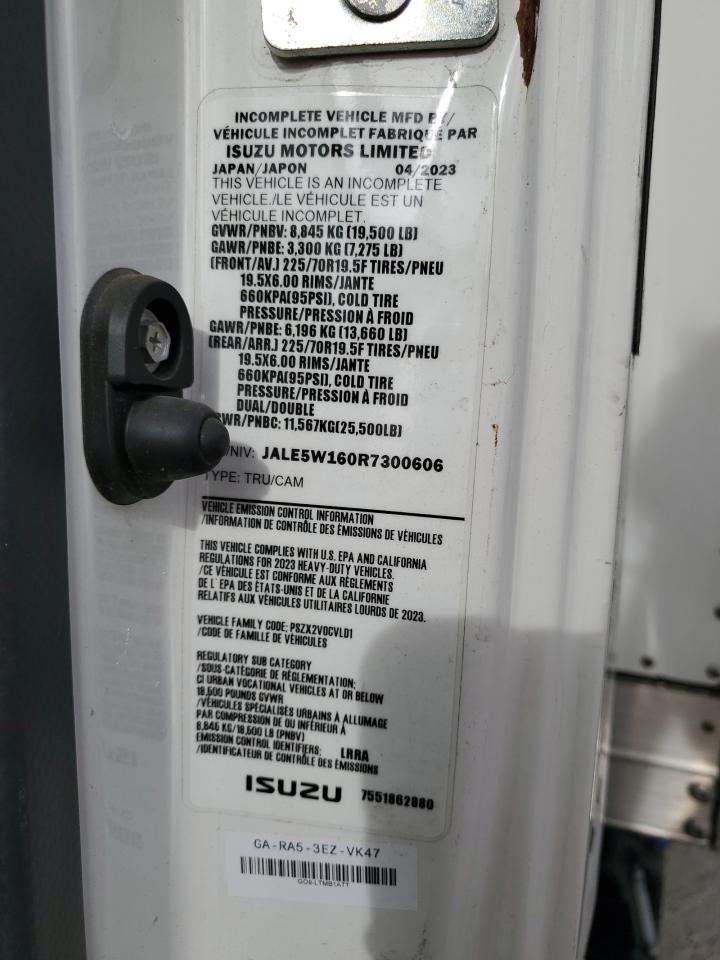 INCOMPLETE VEHICLE MFD BY/
VÉHICULE INCOMPLET FABRIQUÉ PAR
ISUZU MOTORS LIMITED
JAPAN/JAPON 04/2023
THIS VEHICLE IS AN INCOMPLETE
VEHICLE./LE VÉHICULE EST UN
VÉHICULE INCOMPLET.
GVWR/PNBV: 8,845 KG (19,500 LB)
GAWR/PNBE: 3,300 KG (7,275 LB)
(FRONT/AV.) 225/70R19.5F TIRES/PNEU
19.5X6.00 RIMS/JANTE
660KPA(95PSI), COLD TIRE
PRESSURE/PRESSION À FROID
GAWR/PNBE: 6,196 KG (13,660 LB)
(REAR/ARR.) 225/70R19.5F TIRES/PNEU
19.5X6.00 RIMS/JANTE
660KPA(95PSI), COLD TIRE
PRESSURE/PRESSION À FROID
DUAL/DOUBLE
WR/PNBC: 11,567KG(25,500LB)
/NIV: JALE5W160R7300606
TYPE: TRU/CAM
VEHICLE EMISSION CONTROL INFORMATION
/INFORMATION DE CONTRÔLE DES ÉMISSIONS DE VÉHICULES
THIS VEHICLE COMPLIES WITH U.S. EPA AND CALIFORNIA
REGULATIONS FOR 2023 HEAVY-DUTY VEHICLES.
/CE VÉHICULE EST CONFORME AUX RÈGLEMENTS
DE L' EPA DES ÉTATS-UNIS ET DE LA CALIFORNIE
RELATIFS AUX VÉHICULES UTILITAIRES LOURDS DE 2023.
VEHICLE FAMILY CODE: PSZX2VOCVLD1
/CODE DE FAMILLE DE VÉHICULES
REGULATORY SUB CATEGORY
/SOUS-CATÉGORIE DE RÉGLEMENTATION;
CI URBAN VOCATIONAL VEHICLES AT OR BELOW
19,500 POUNDS GVWR
/VÉHICULES SPÉCIALISÉS URBAINS À ALLUMAGE
PAR COMPRESSION DE OU INFÉRIEUR À
8,845 KG/19,500 LB (PNBV)
EMISSION CONTROL IDENTIFIERS: LRRA
/IDENTIFICATEUR DE CONTRÔLE DES ÉMISSIONS
ISUZU 7551862880
GA-RA5-3EZ-VK47
GO9-LTMB1ATT